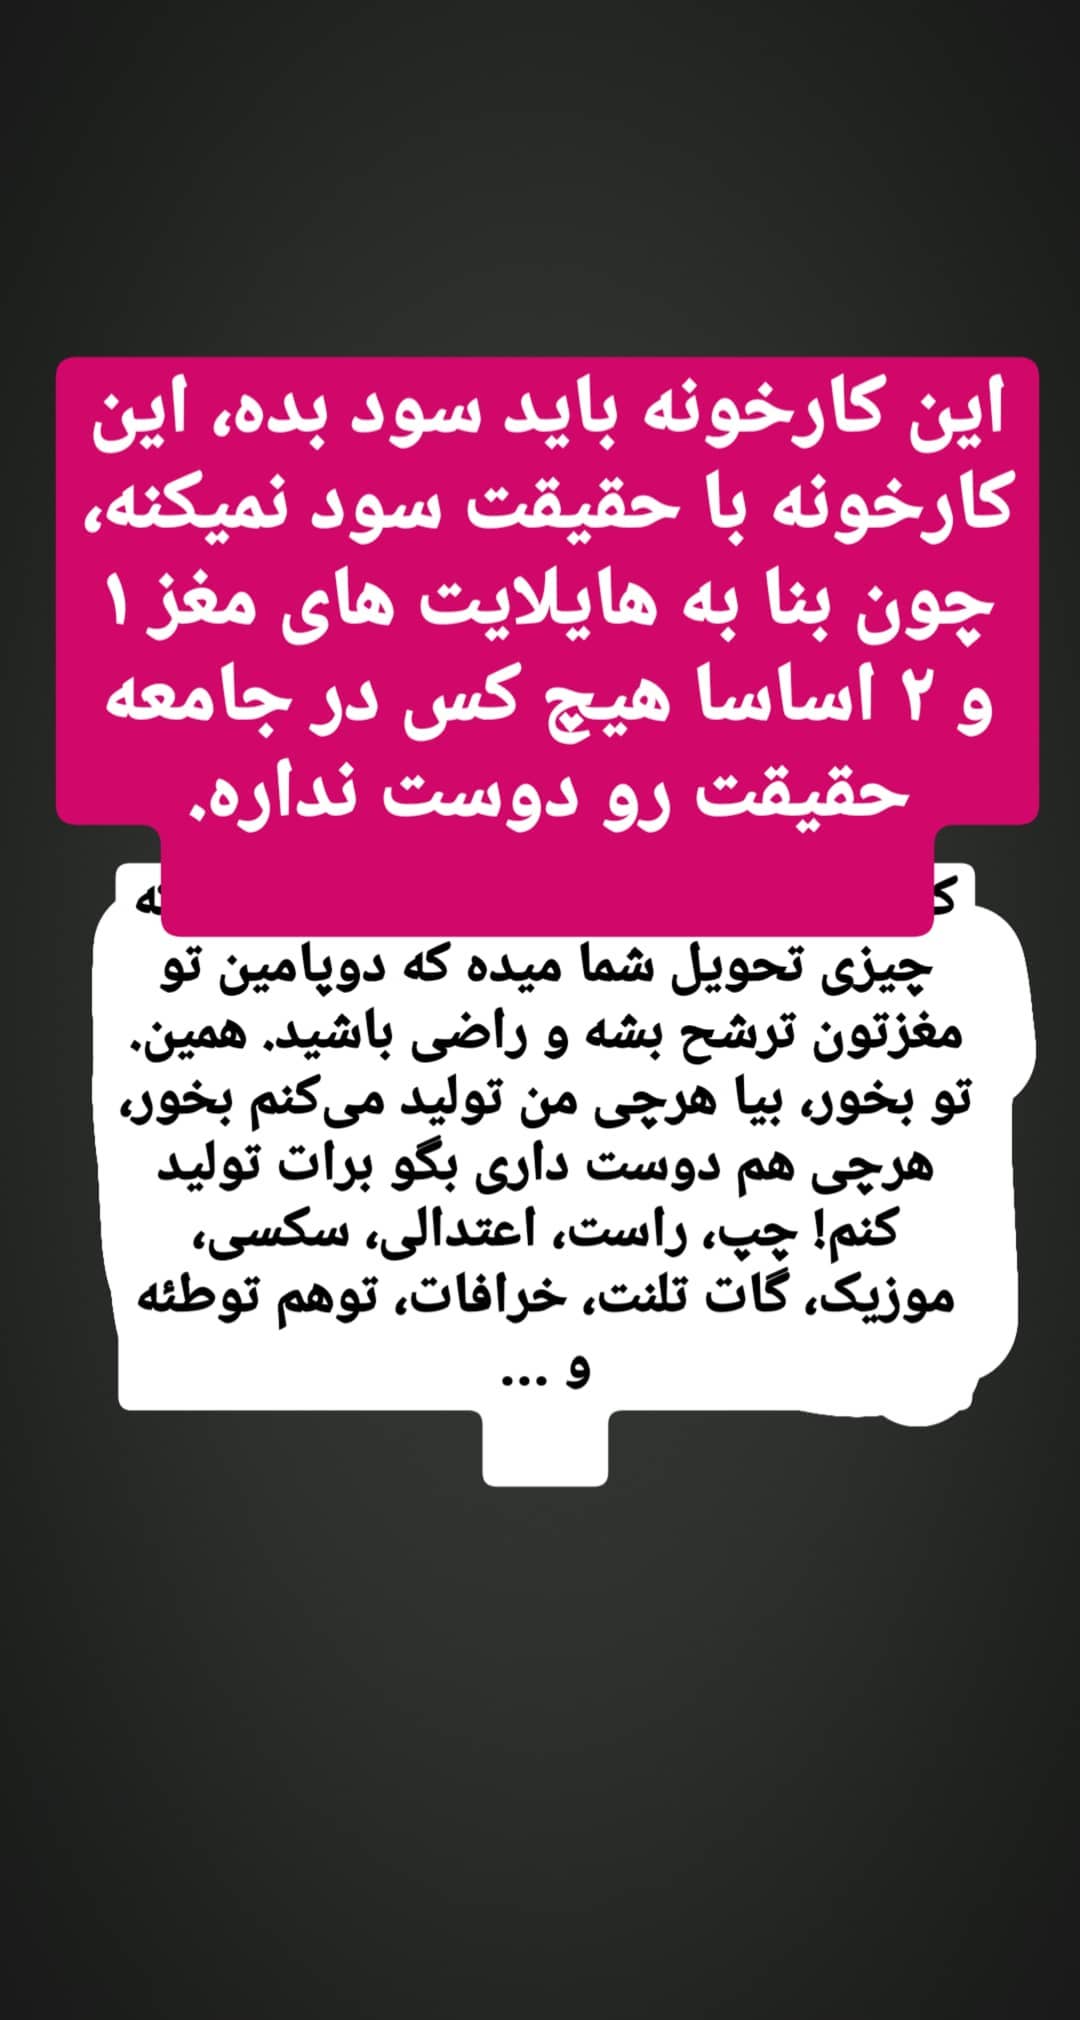 این کارخونه باید سود بده، این
کارخونه با حقیقت سود نمیکنه،
چون بنا به هایلایت های مغز ۱
و ۲ اساسا هیچ کس در جامعه
حقیقت رو دوست نداره.
چیزی تحویل شما میده که دوپامین تو
مغزتون ترشح بشه و راضی باشید. همین.
تو بخور، بیا هرچی من تولید می‌کنم بخور،
هرچی هم دوست داری بگو برات تولید
کنم! چپ، راست، اعتدالی، سکسی،
موزیک، گات تلنت، خرافات، توهم توطئه
و ...